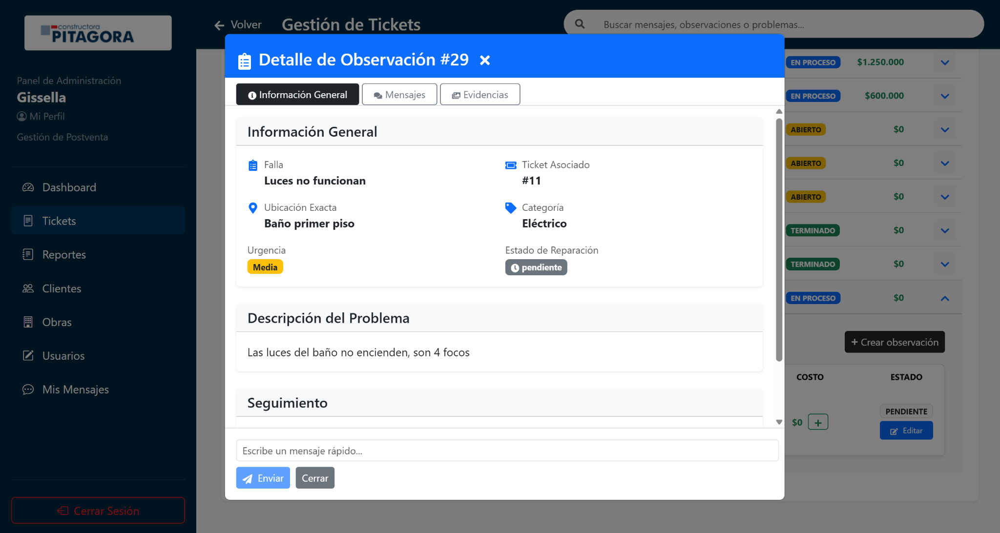 constructora
PITAGORA
Panel de Administración
Gissella
Mi Perfil
Gestión de Postventa
Dashboard
Tickets
Reportes
Clientes
Obras
Usuarios
Mis Mensajes
Cerrar Sesión
Volver
Gestión de Tickets
Buscar mensajes, observaciones o problemas...
Detalle de Observación #29
Información General
Mensajes
Evidencias
Información General
Falla
Luces no funcionan
Ticket Asociado
#11
Ubicación Exacta
Baño primer piso
Categoría
Eléctrico
Urgencia
Media
Estado de Reparación
pendiente
Descripción del Problema
Las luces del baño no encienden, son 4 focos
Seguimiento
Escribe un mensaje rápido...
Enviar
Cerrar
EN PROCESO $1.250.000
EN PROCESO $600.000
ABIERTO $0
ABIERTO $0
ABIERTO $0
TERMINADO $0
TERMINADO $0
EN PROCESO $0
+ Crear observación
COSTO ESTADO
PENDIENTE
$0 +
Editar